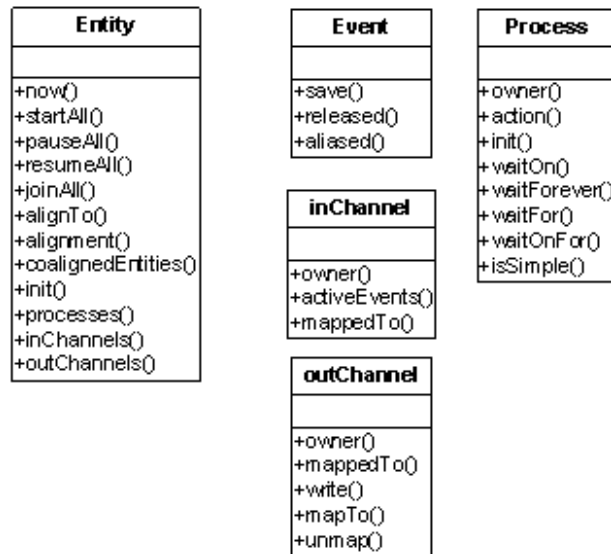 Entity
+now()
+startAll()
+pauseAll()
+resumeAll()
+joinAll()
+alignTo()
+alignment()
+coalignedEntities()
+init()
+processes()
+inChannels()
+outChannels()
Event
+save()
+released()
+aliased()
inChannel
+owner()
+activeEvents()
+mappedTo()
outChannel
+owner()
+mappedTo()
+write()
+mapTo()
+unmap()
Process
+owner()
+action()
+init()
+waitOn()
+waitForever()
+waitFor()
+waitOnFor()
+isSimple()